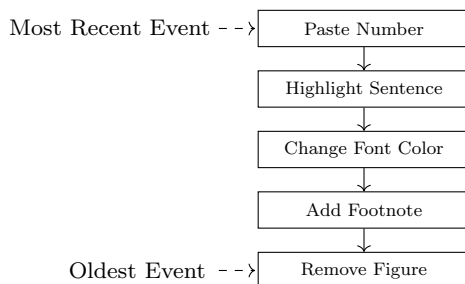 Most Recent Event Paste Number
Highlight Sentence
Change Font Color
Add Footnote
Oldest Event Remove Figure